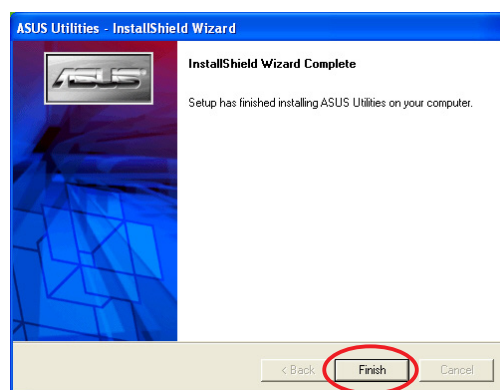 ASUS Utilities - InstallShield Wizard
ASUS
InstallShield Wizard Complete
Setup has finished installing ASUS Utilities on your computer.
< Back
Finish
Cancel